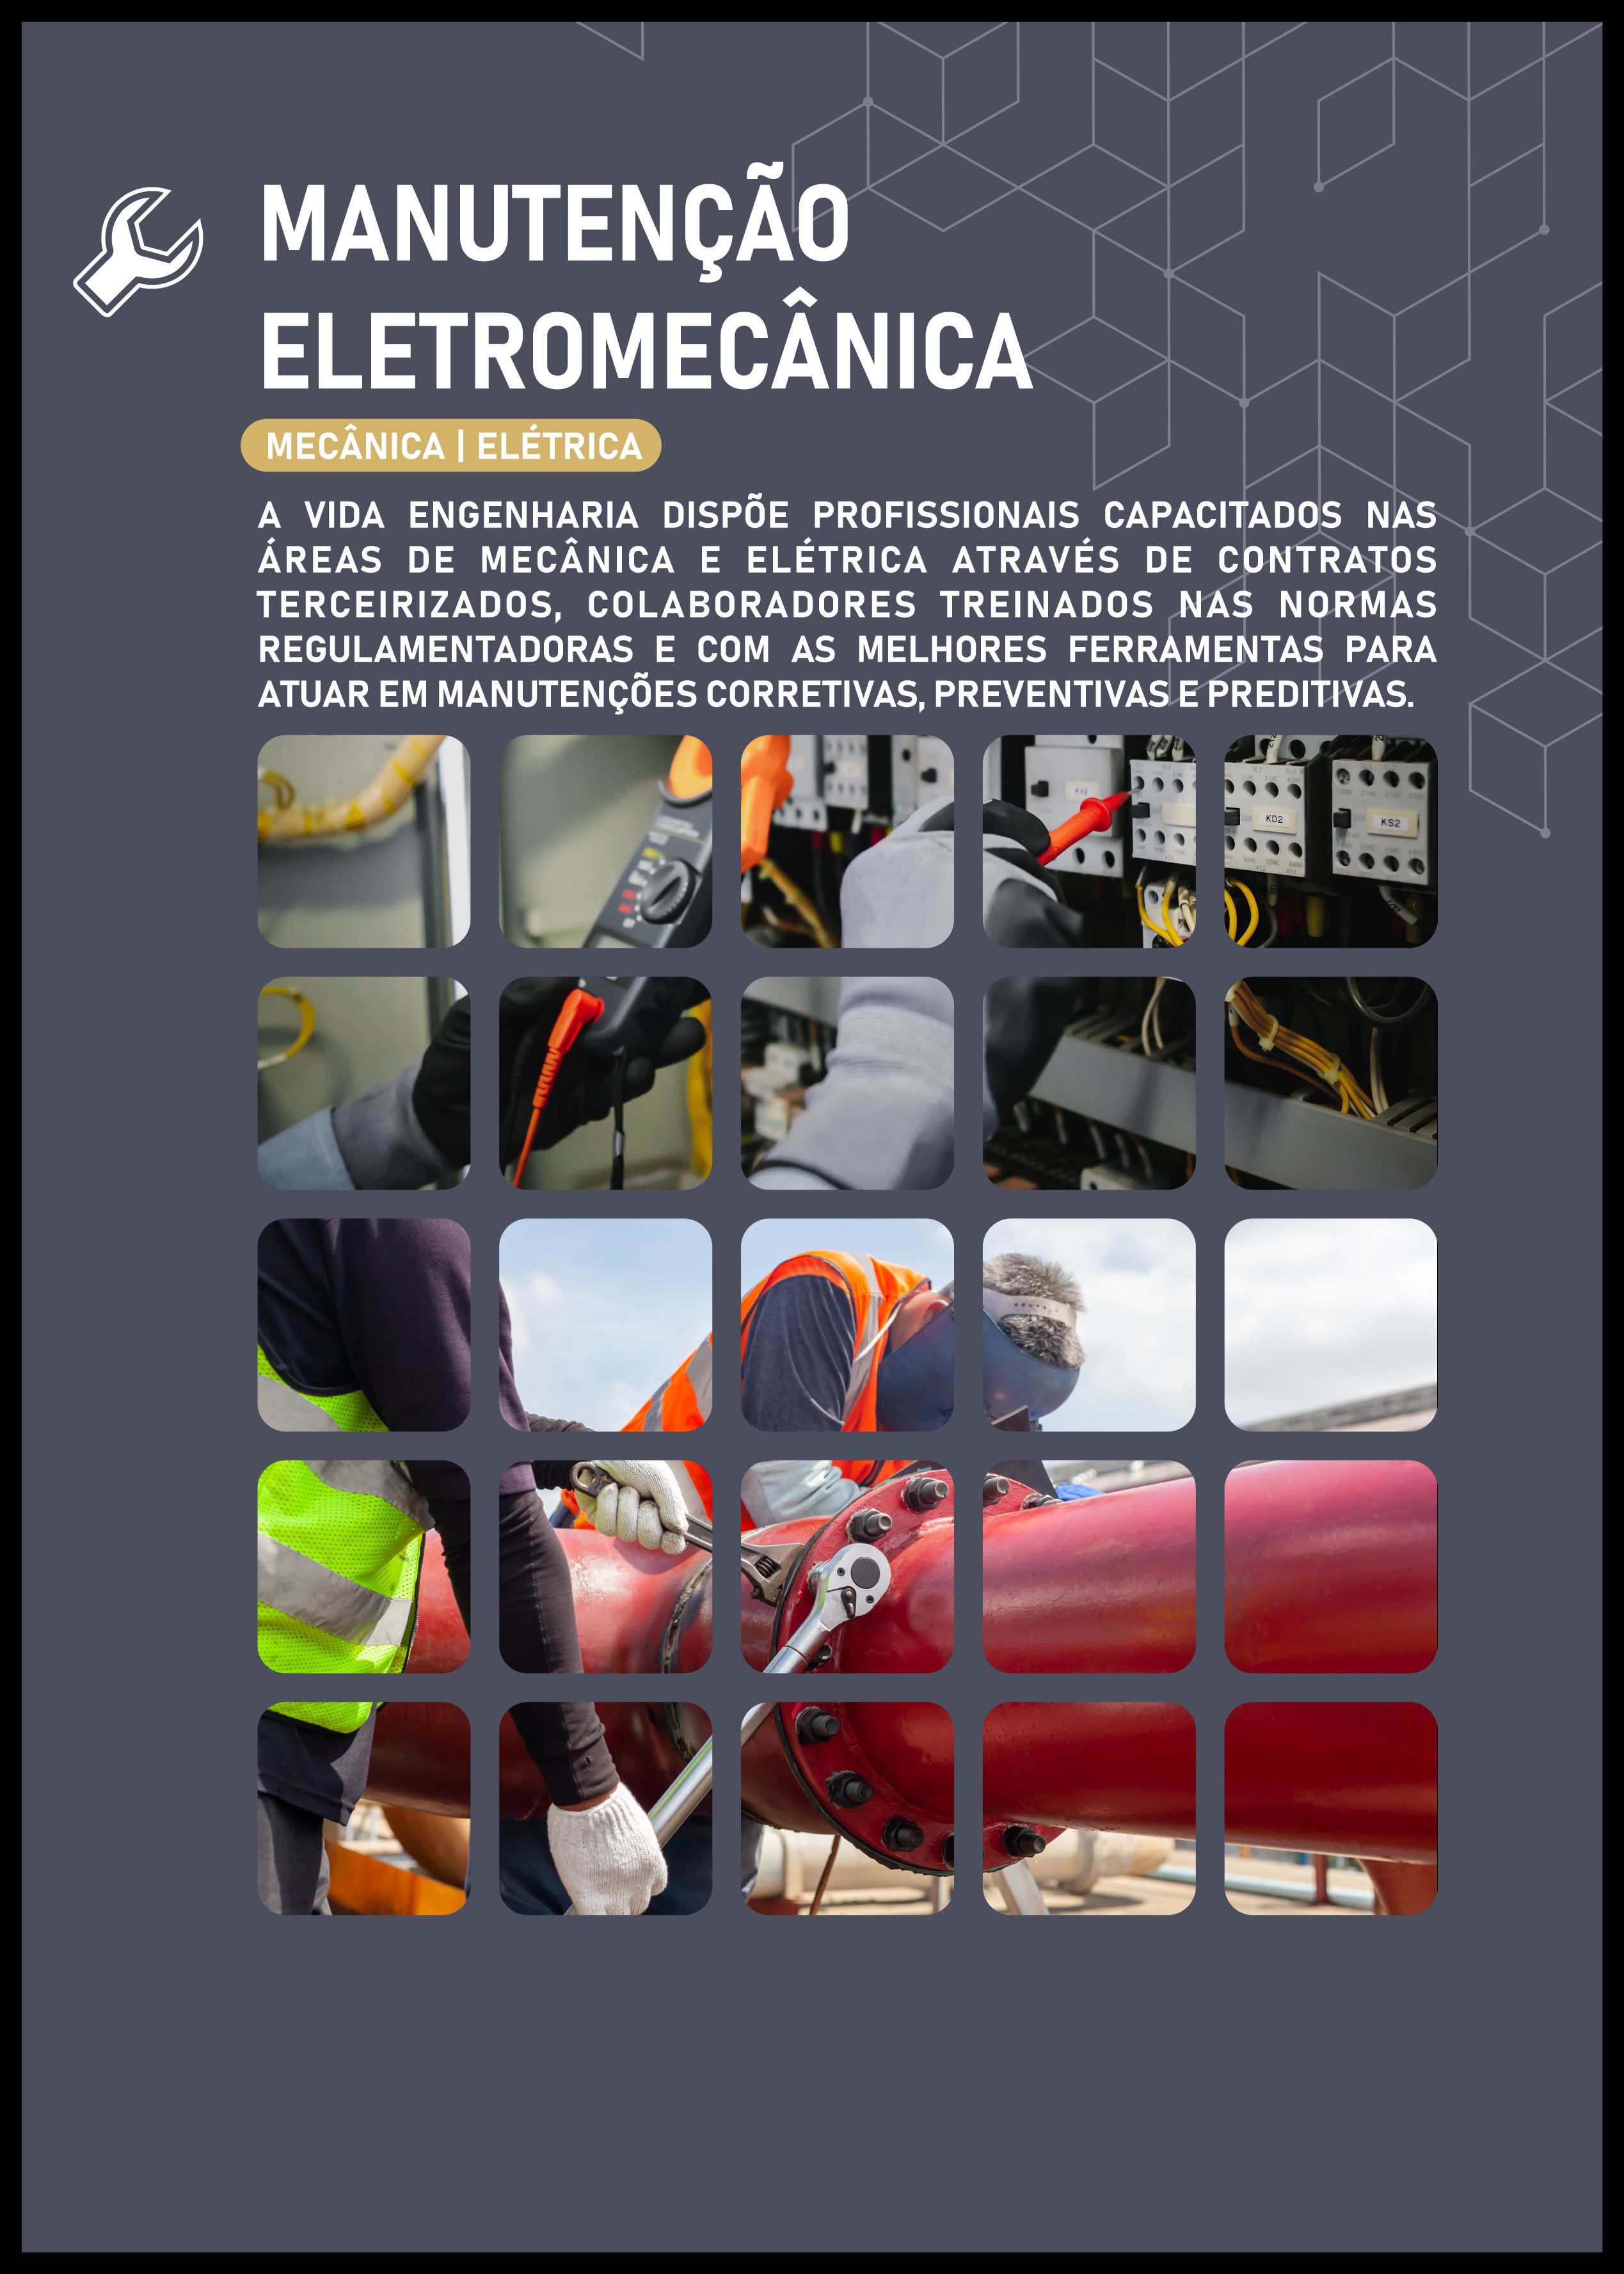 MANUTENÇÃO
ELETROMECÂNICA
MECÂNICA | ELÉTRICA
A VIDA ENGENHARIA DISPÕE PROFISSIONAIS CAPACITADOS NAS
ÁREAS DE MECÂNICA E ELÉTRICA ATRAVÉS DE CONTRATOS
TERCEIRIZADOS, COLABORADORES TREINADOS NAS NORMAS
REGULAMENTADORAS E COM AS MELHORES FERRAMENTAS PARA
ATUAR EM MANUTENÇÕES CORRETIVAS, PREVENTIVAS E PREDITIVAS.
KV2
KD2
KS2